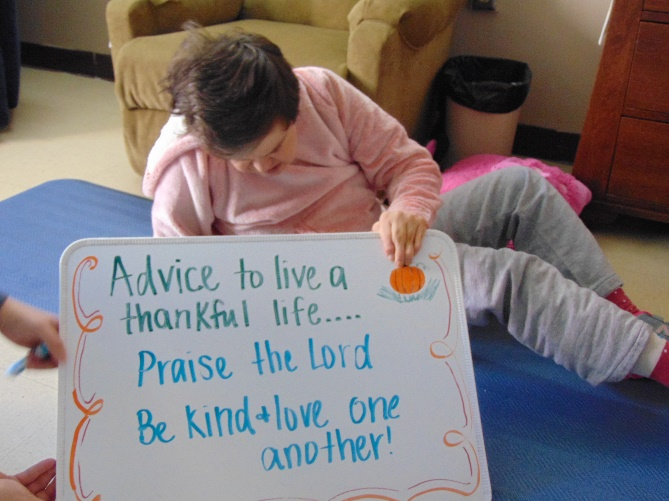 Advice to live a
thankful life....
Praise the Lord
Be kind + love one
another!